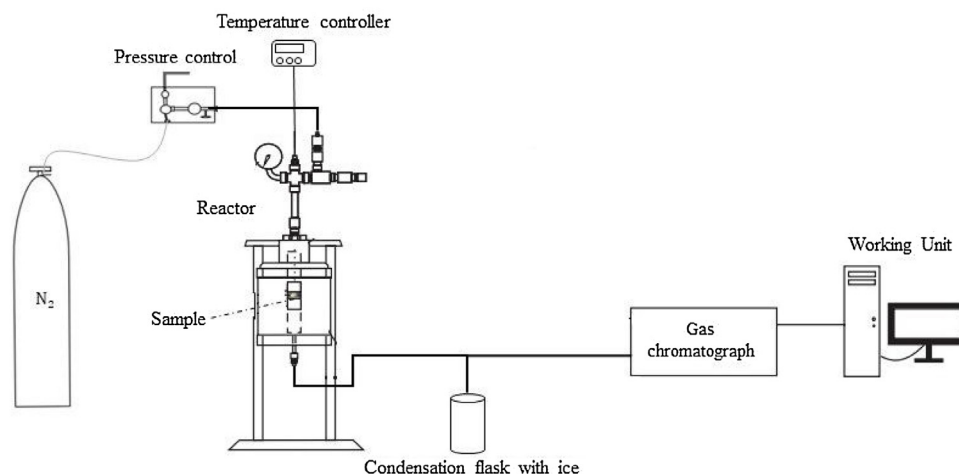 Temperature controller
Pressure control
Reactor
Working Unit
N₂
Sample
Gas
chromatograph
Condensation flask with ice